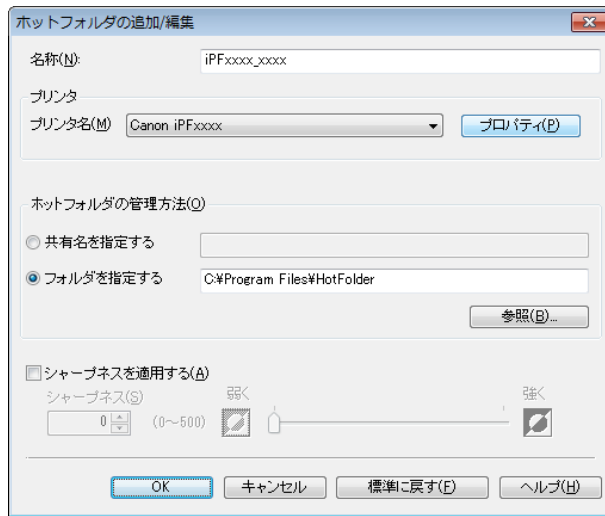 ホットフォルダの追加/編集
名称(N): iPFxxxx_xxxx
プリンタ
プリンタ名(M) Canon iPFxxxx プロパティ(P)
ホットフォルダの管理方法(O)
共有名を指定する
フォルダを指定する C:¥Program Files¥HotFolder
参照(B)...
シャープネスを適用する(A)
シャープネス(S) 弱く 強く
0 (0～500)
OK キャンセル 標準に戻す(F) ヘルプ(H)